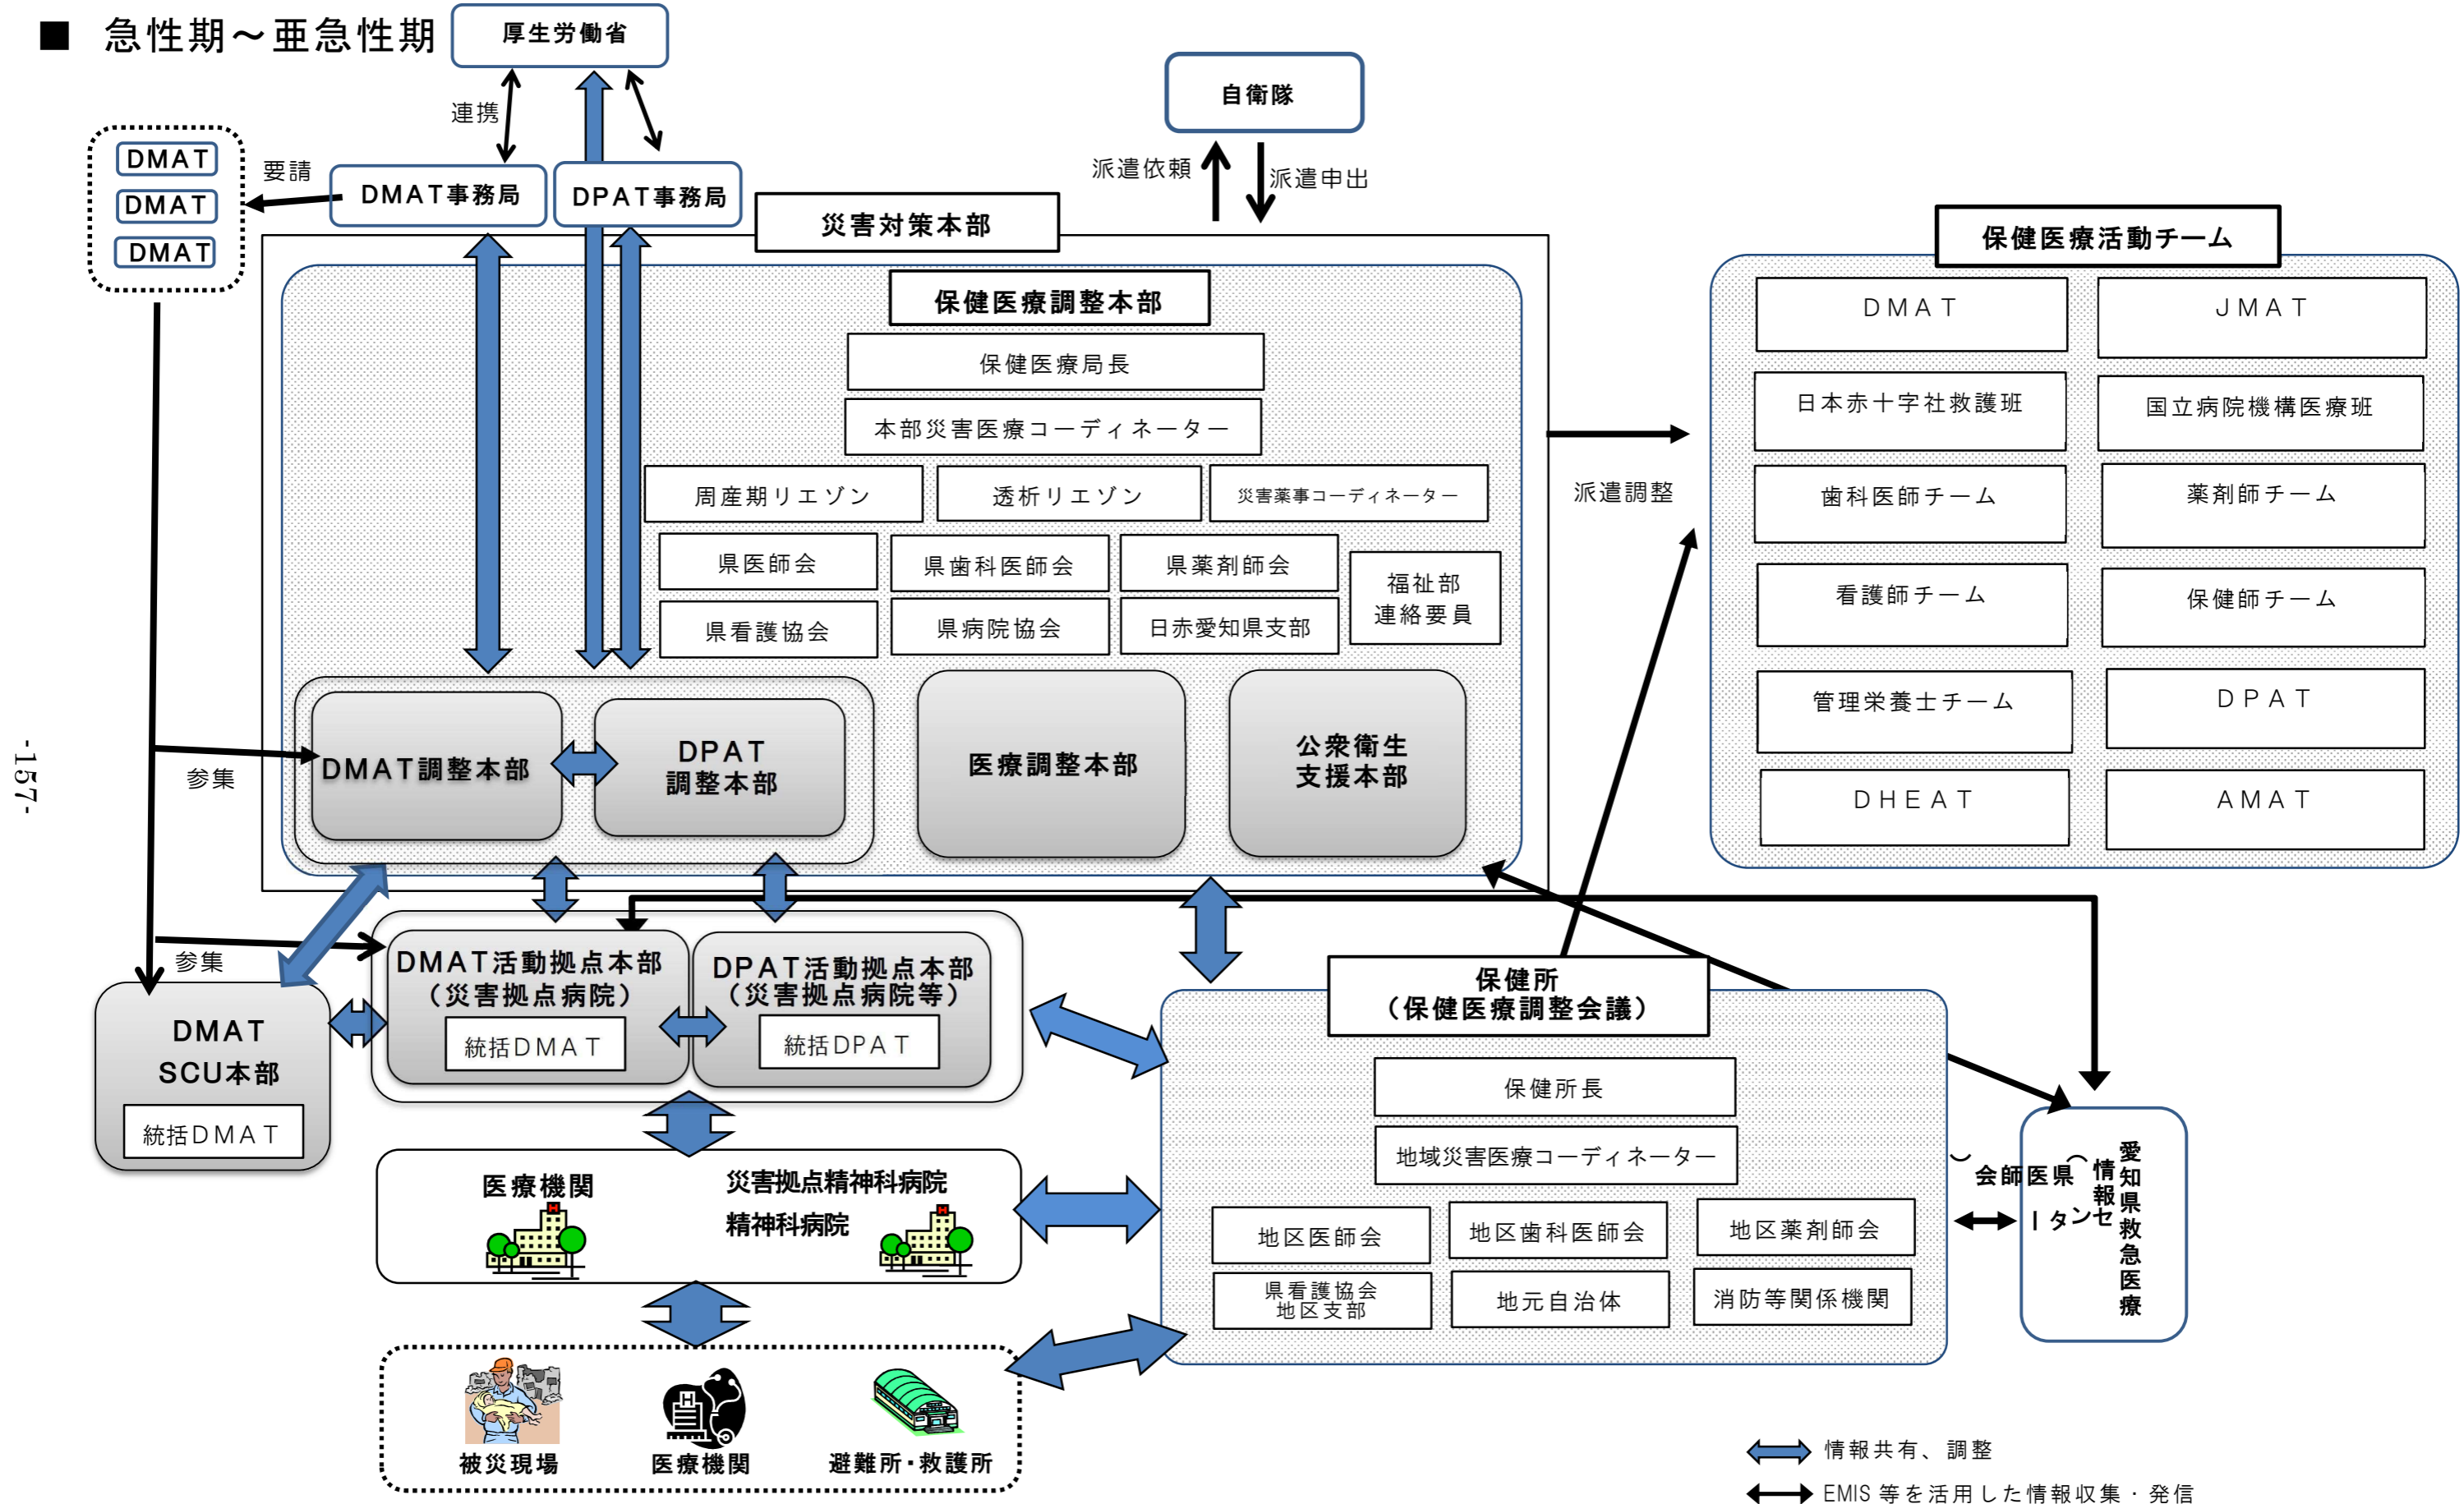 ■ 急性期～亜急性期
厚生労働省
連携
自衛隊
派遣依頼
派遣申出
DMAT
DMAT
DMAT
要請
DMAT事務局
DPAT事務局
災害対策本部
保健医療調整本部
保健医療局長
本部災害医療コーディネーター
周産期リエゾン
透析リエゾン
災害薬事コーディネーター
県医師会
県歯科医師会
県薬剤師会
福祉部
連絡要員
県看護協会
県病院協会
日赤愛知県支部
DMAT調整本部
DPAT
調整本部
医療調整本部
公衆衛生
支援本部
参集
参集
派遣調整
保健医療活動チーム
DMAT
JMAT
日本赤十字社救護班
国立病院機構医療班
歯科医師チーム
薬剤師チーム
看護師チーム
保健師チーム
管理栄養士チーム
DPAT
DHEAT
AMAT
DMAT
SCU本部
統括DMAT
DMAT活動拠点本部
（災害拠点病院）
統括DMAT
DPAT活動拠点本部
（災害拠点病院等）
統括DPAT
医療機関
災害拠点精神科病院
精神科病院
被災現場
医療機関
避難所・救護所
保健所
（保健医療調整会議）
保健所長
地域災害医療コーディネーター
地区医師会
地区歯科医師会
地区薬剤師会
県看護協会
地区支部
地元自治体
消防等関係機関
愛知県救急医療
情報センター
（県医師会）
情報共有、調整
EMIS 等を活用した情報収集・発信
-157-